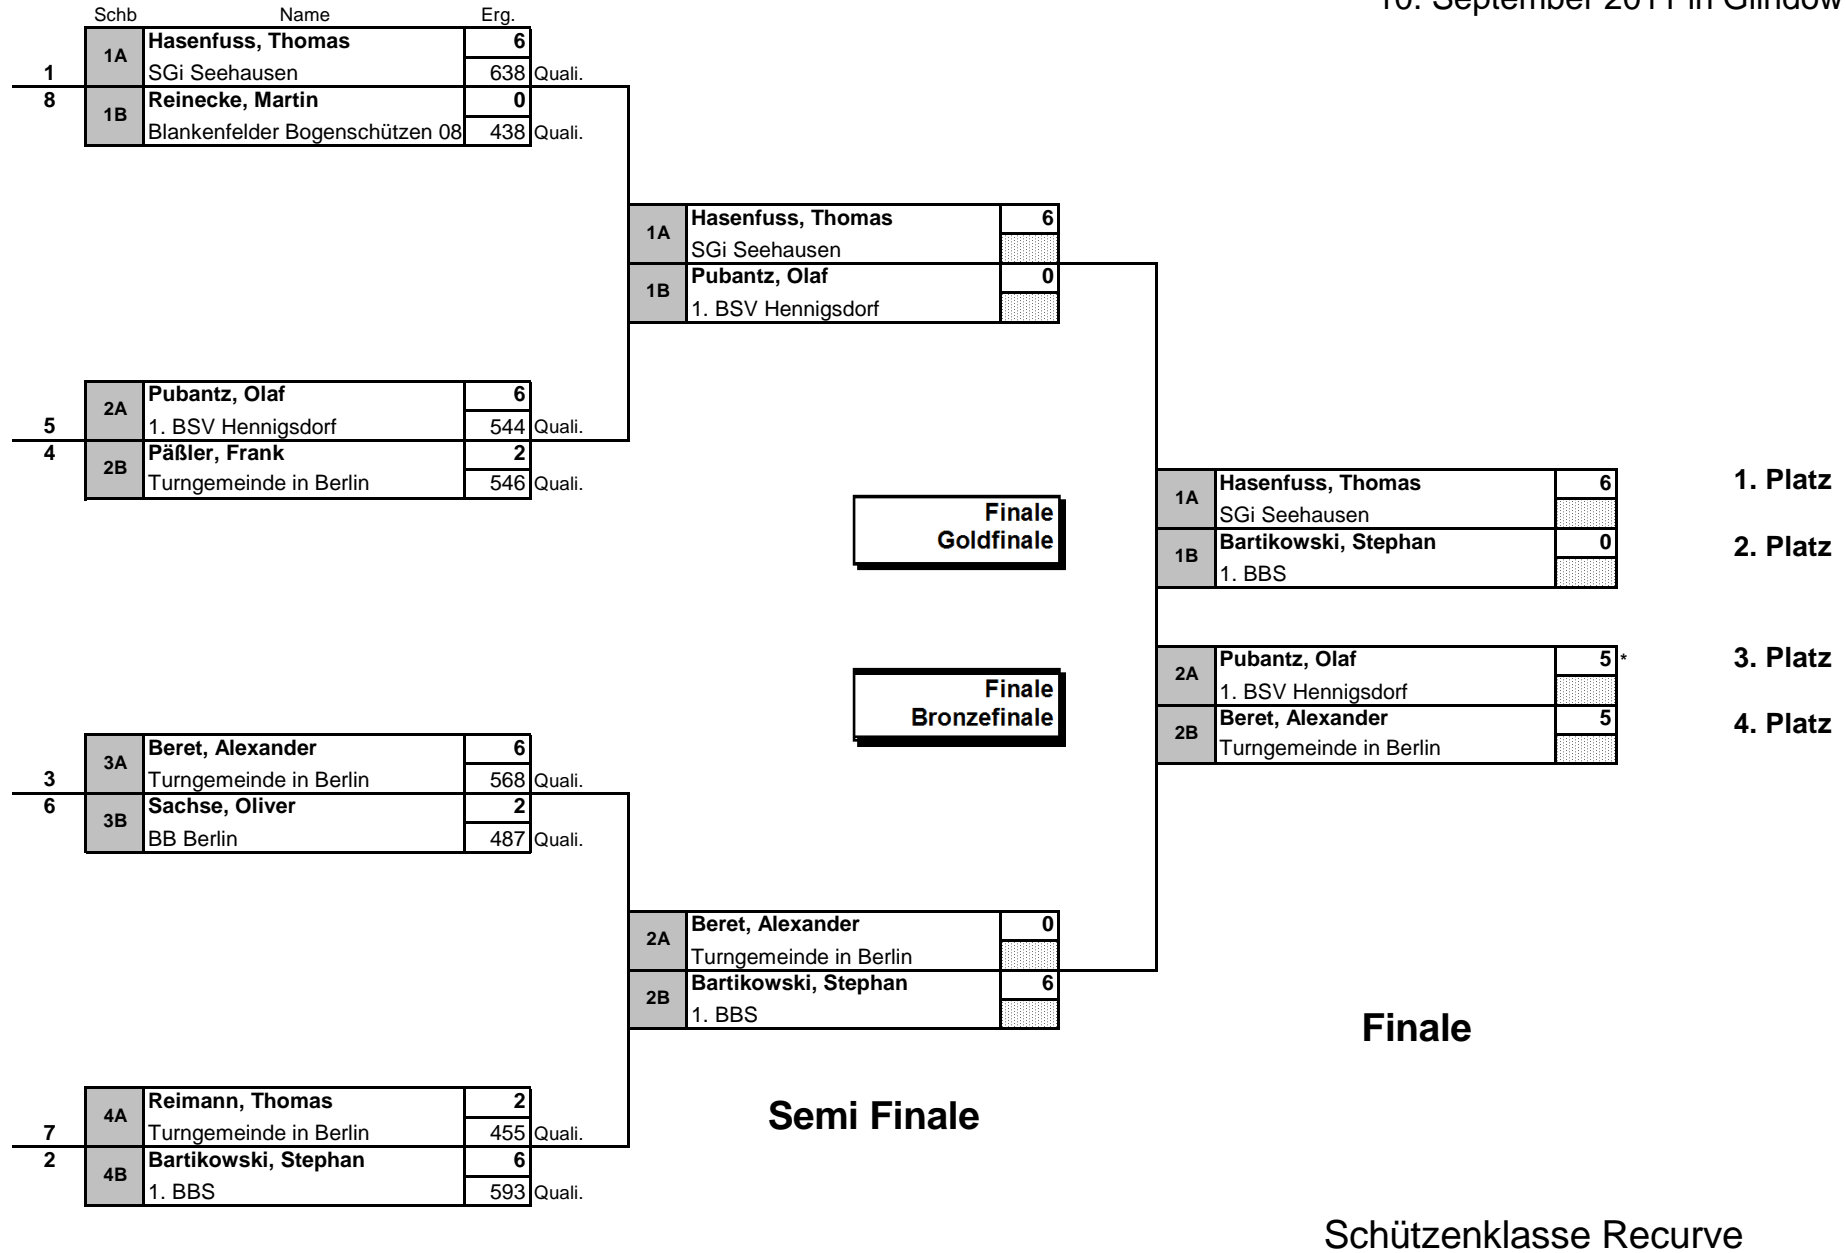 10. September 2011 in Glindow
Schb Name Erg.
1A Hasenfuss, Thomas 6
1 SGi Seehausen 638 Quali.
8 1B Reinecke, Martin 0
Blankenfelder Bogenschützen 08 438 Quali.
1A Hasenfuss, Thomas 6
SGi Seehausen
1B Pubantz, Olaf 0
1. BSV Hennigsdorf
2A Pubantz, Olaf 6
5 1. BSV Hennigsdorf 544 Quali.
4 2B Päßler, Frank 2
Turngemeinde in Berlin 546 Quali.
Finale
Goldfinale
1A Hasenfuss, Thomas 6 1. Platz
SGi Seehausen
1B Bartikowski, Stephan 0 2. Platz
1. BBS
Finale
Bronzefinale
2A Pubantz, Olaf 5 * 3. Platz
1. BSV Hennigsdorf
2B Beret, Alexander 5 4. Platz
Turngemeinde in Berlin
3A Beret, Alexander 6
3 Turngemeinde in Berlin 568 Quali.
6 3B Sachse, Oliver 2
BB Berlin 487 Quali.
2A Beret, Alexander 0
Turngemeinde in Berlin
2B Bartikowski, Stephan 6
1. BBS
Finale
4A Reimann, Thomas 2
7 Turngemeinde in Berlin 455 Quali.
2 4B Bartikowski, Stephan 6
1. BBS 593 Quali.
Semi Finale
Schützenklasse Recurve